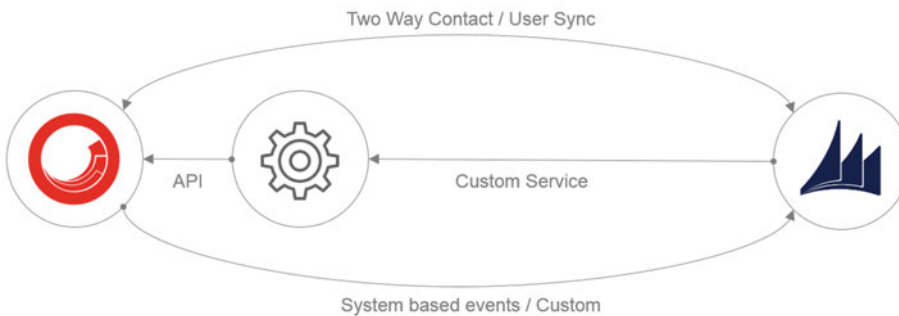 Two Way Contact / User Sync
API
Custom Service
System based events / Custom